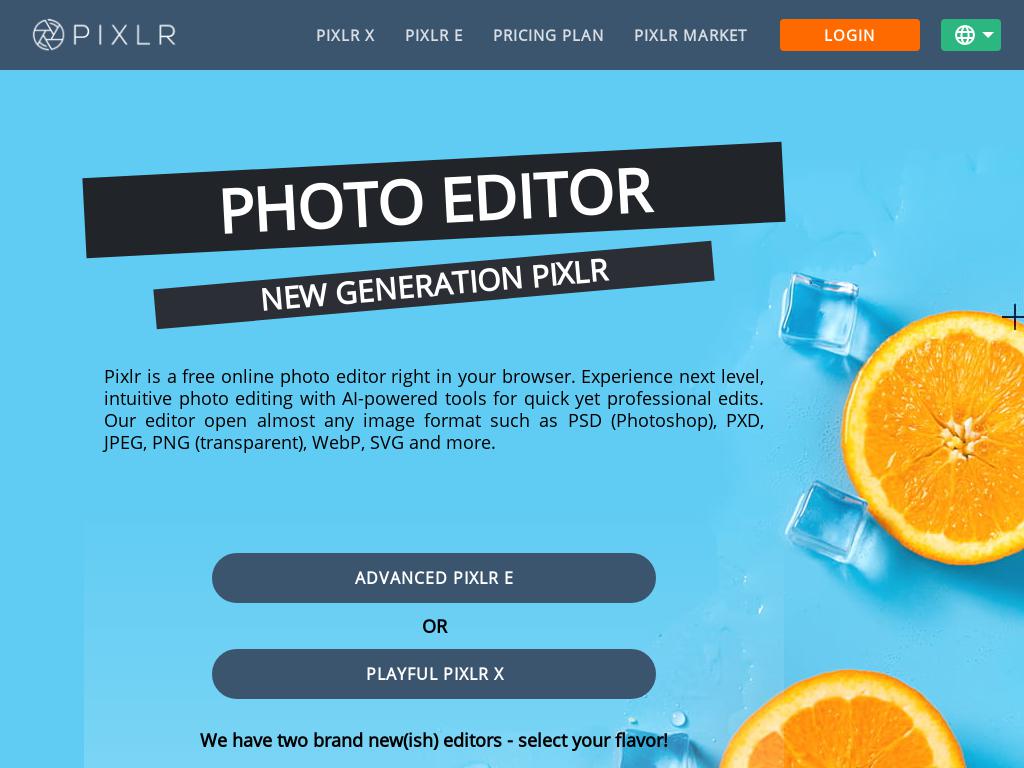 PIXLR
PIXLR X
PIXLR E
PRICING PLAN
PIXLR MARKET
LOGIN
PHOTO EDITOR
NEW GENERATION PIXLR
Pixlr is a free online photo editor right in your browser. Experience next level,
intuitive photo editing with AI-powered tools for quick yet professional edits.
Our editor open almost any image format such as PSD (Photoshop), PXD,
JPEG, PNG (transparent), WebP, SVG and more.
ADVANCED PIXLR E
OR
PLAYFUL PIXLR X
We have two brand new(ish) editors - select your flavor!